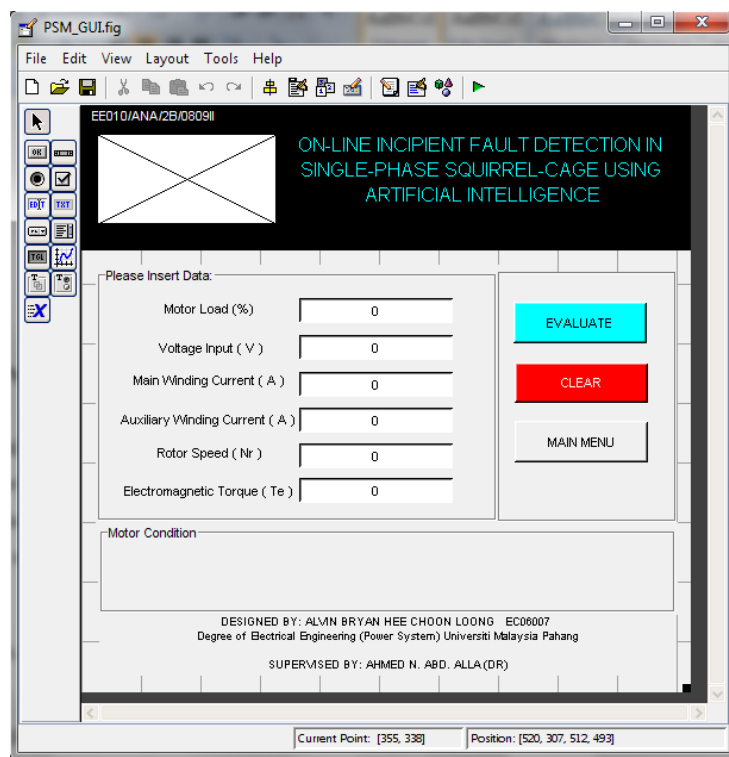 PSM_GUI.fig
File Edit View Layout Tools Help
EE010/ANA/2B/0809II
ON-LINE INCIPIENT FAULT DETECTION IN
SINGLE-PHASE SQUIRREL-CAGE USING
ARTIFICIAL INTELLIGENCE
Please Insert Data:
Motor Load (%) 0
Voltage Input ( V ) 0
Main Winding Current ( A ) 0
Auxiliary Winding Current ( A ) 0
Rotor Speed ( Nr ) 0
Electromagnetic Torque ( Te ) 0
EVALUATE
CLEAR
MAIN MENU
Motor Condition
DESIGNED BY: ALVIN BRYAN HEE CHOON LOONG EC06007
Degree of Electrical Engineering (Power System) Universiti Malaysia Pahang
SUPERVISED BY: AHMED N. ABD. ALLA (DR)
Current Point: [355, 338] Position: [520, 307, 512, 493]
OK
EDIT TXT
TGL